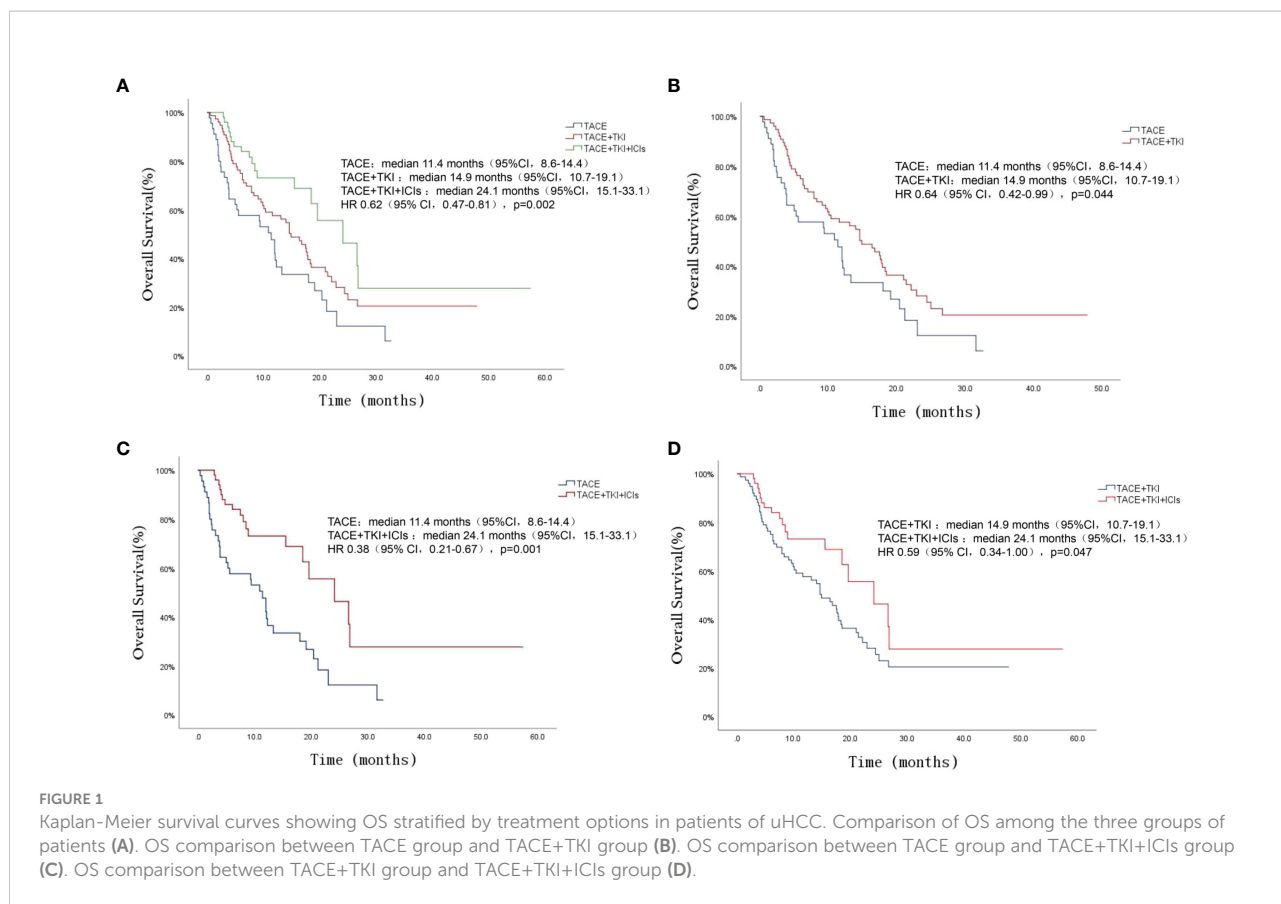 A
100%
80%
60%
40%
20%
0%
Overall Survival(%)
.0 10.0 20.0 30.0 40.0 50.0 60.0
Time (months)
TACE
TACE+TKI
TACE+TKI+ICIs
TACE：median 11.4 months（95%CI，8.6-14.4）
TACE+TKI：median 14.9 months（95%CI，10.7-19.1）
TACE+TKI+ICIs：median 24.1 months（95%CI，15.1-33.1）
HR 0.62（95% CI，0.47-0.81），p=0.002
B
100.0%
80.0%
60.0%
40.0%
20.0%
0.0%
Overall Survival(%)
.0 10.0 20.0 30.0 40.0 50.0
Time (months)
TACE
TACE+TKI
TACE：median 11.4 months（95%CI，8.6-14.4）
TACE+TKI：median 14.9 months（95%CI，10.7-19.1）
HR 0.64（95% CI，0.42-0.99），p=0.044
C
100%
80%
60%
40%
20%
0%
Overall Survival(%)
.0 10.0 20.0 30.0 40.0 50.0 60.0
Time (months)
TACE
TACE+TKI+ICIs
TACE：median 11.4 months（95%CI，8.6-14.4）
TACE+TKI+ICIs：median 24.1 months（95%CI，15.1-33.1）
HR 0.38（95% CI，0.21-0.67），p=0.001
D
100%
80%
60%
40%
20%
0%
Overall Survival(%)
.0 10.0 20.0 30.0 40.0 50.0 60.0
Time (months)
TACE+TKI
TACE+TKI+ICIs
TACE+TKI：median 14.9 months（95%CI，10.7-19.1）
TACE+TKI+ICIs：median 24.1 months（95%CI，15.1-33.1）
HR 0.59（95% CI，0.34-1.00），p=0.047
FIGURE 1
Kaplan-Meier survival curves showing OS stratified by treatment options in patients of uHCC. Comparison of OS among the three groups of
patients (A). OS comparison between TACE group and TACE+TKI group (B). OS comparison between TACE group and TACE+TKI+ICIs group
(C). OS comparison between TACE+TKI group and TACE+TKI+ICIs group (D).